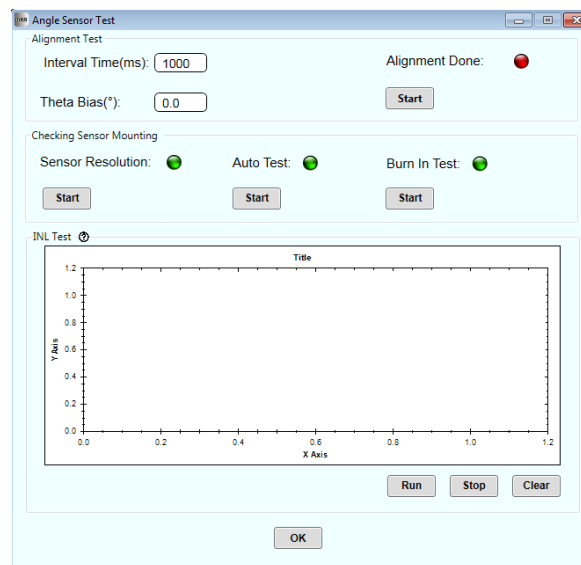 Angle Sensor Test
Alignment Test
Interval Time(ms): 1000
Alignment Done:
Theta Bias(°): 0.0
Start
Checking Sensor Mounting
Sensor Resolution:
Auto Test:
Burn In Test:
Start
Start
Start
INL Test
Title
1.2
1.0
0.8
0.6
0.4
0.2
0.0
Y Axis
0.0 0.2 0.4 0.6 0.8 1.0 1.2
X Axis
Run
Stop
Clear
OK